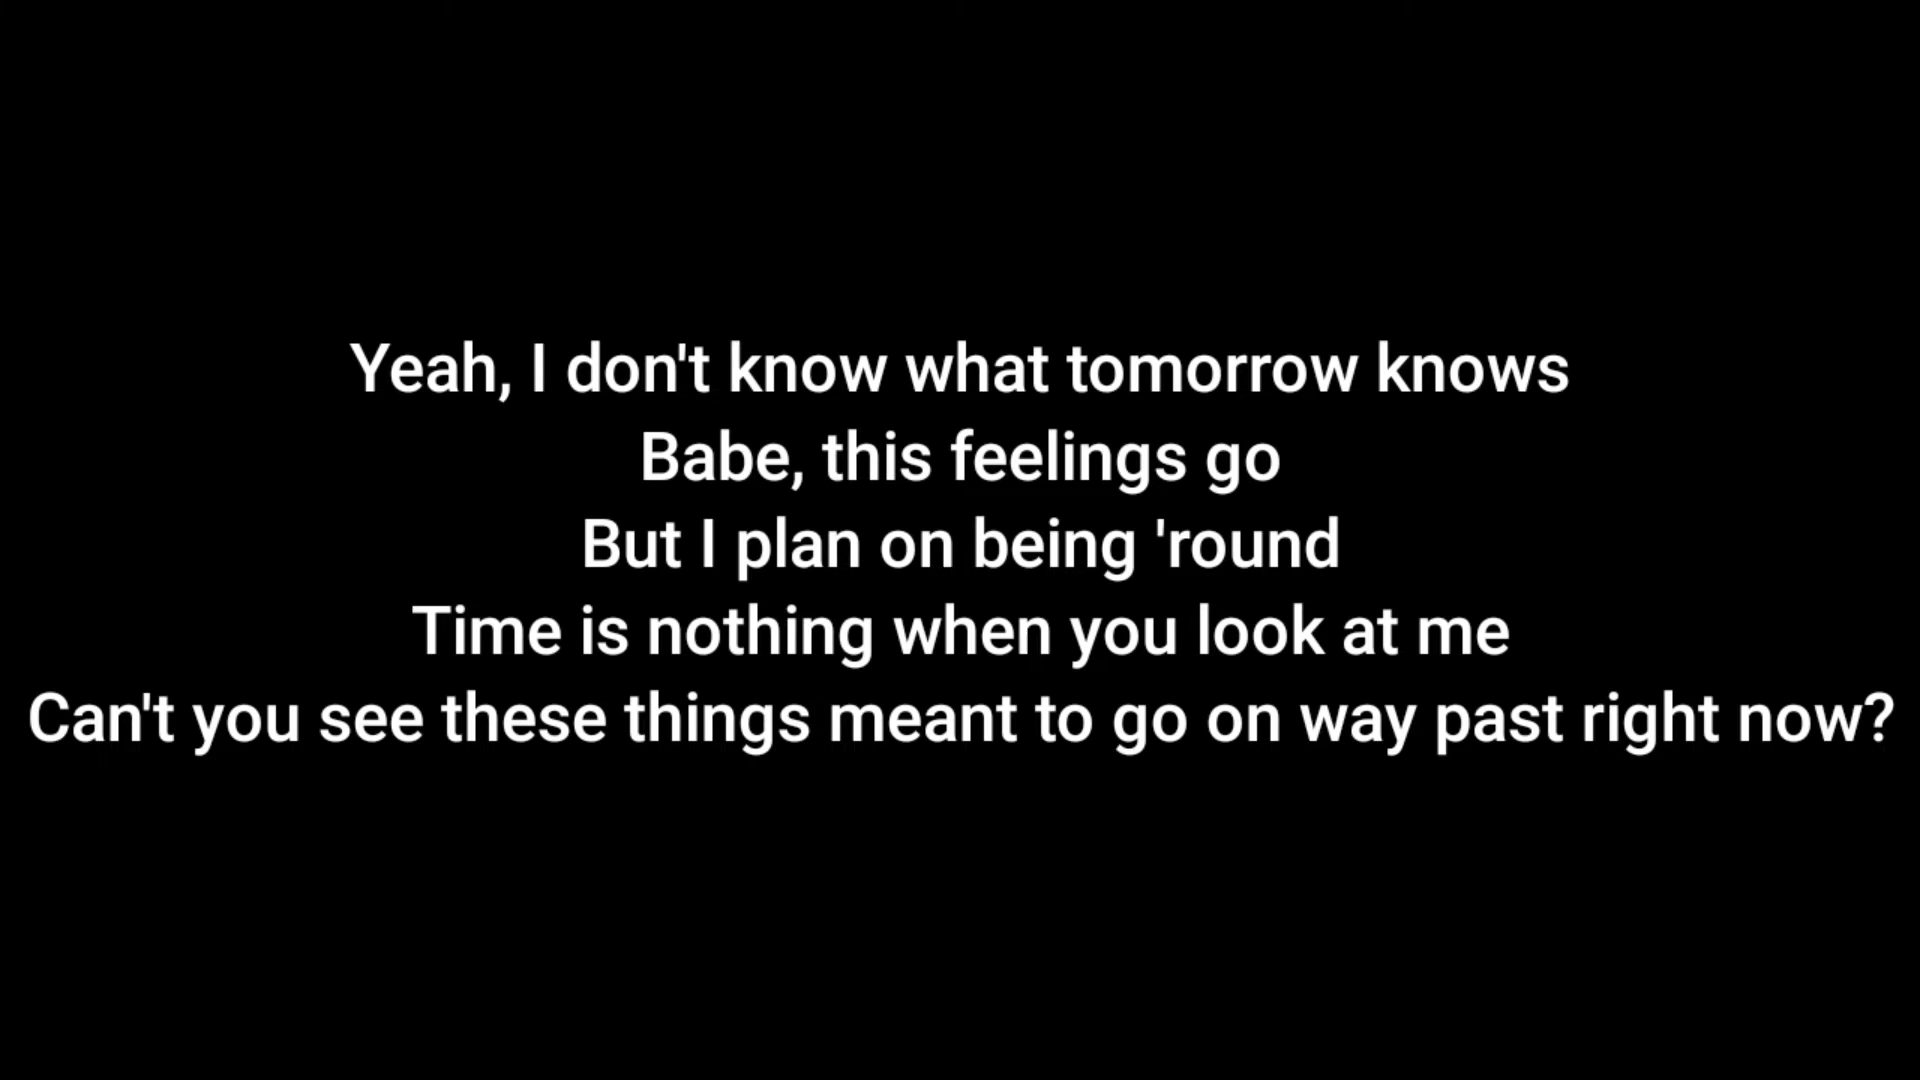 Yeah, I don't know what tomorrow knows
Babe, this feelings go
But I plan on being 'round
Time is nothing when you look at me
Can't you see these things meant to go on way past right now?